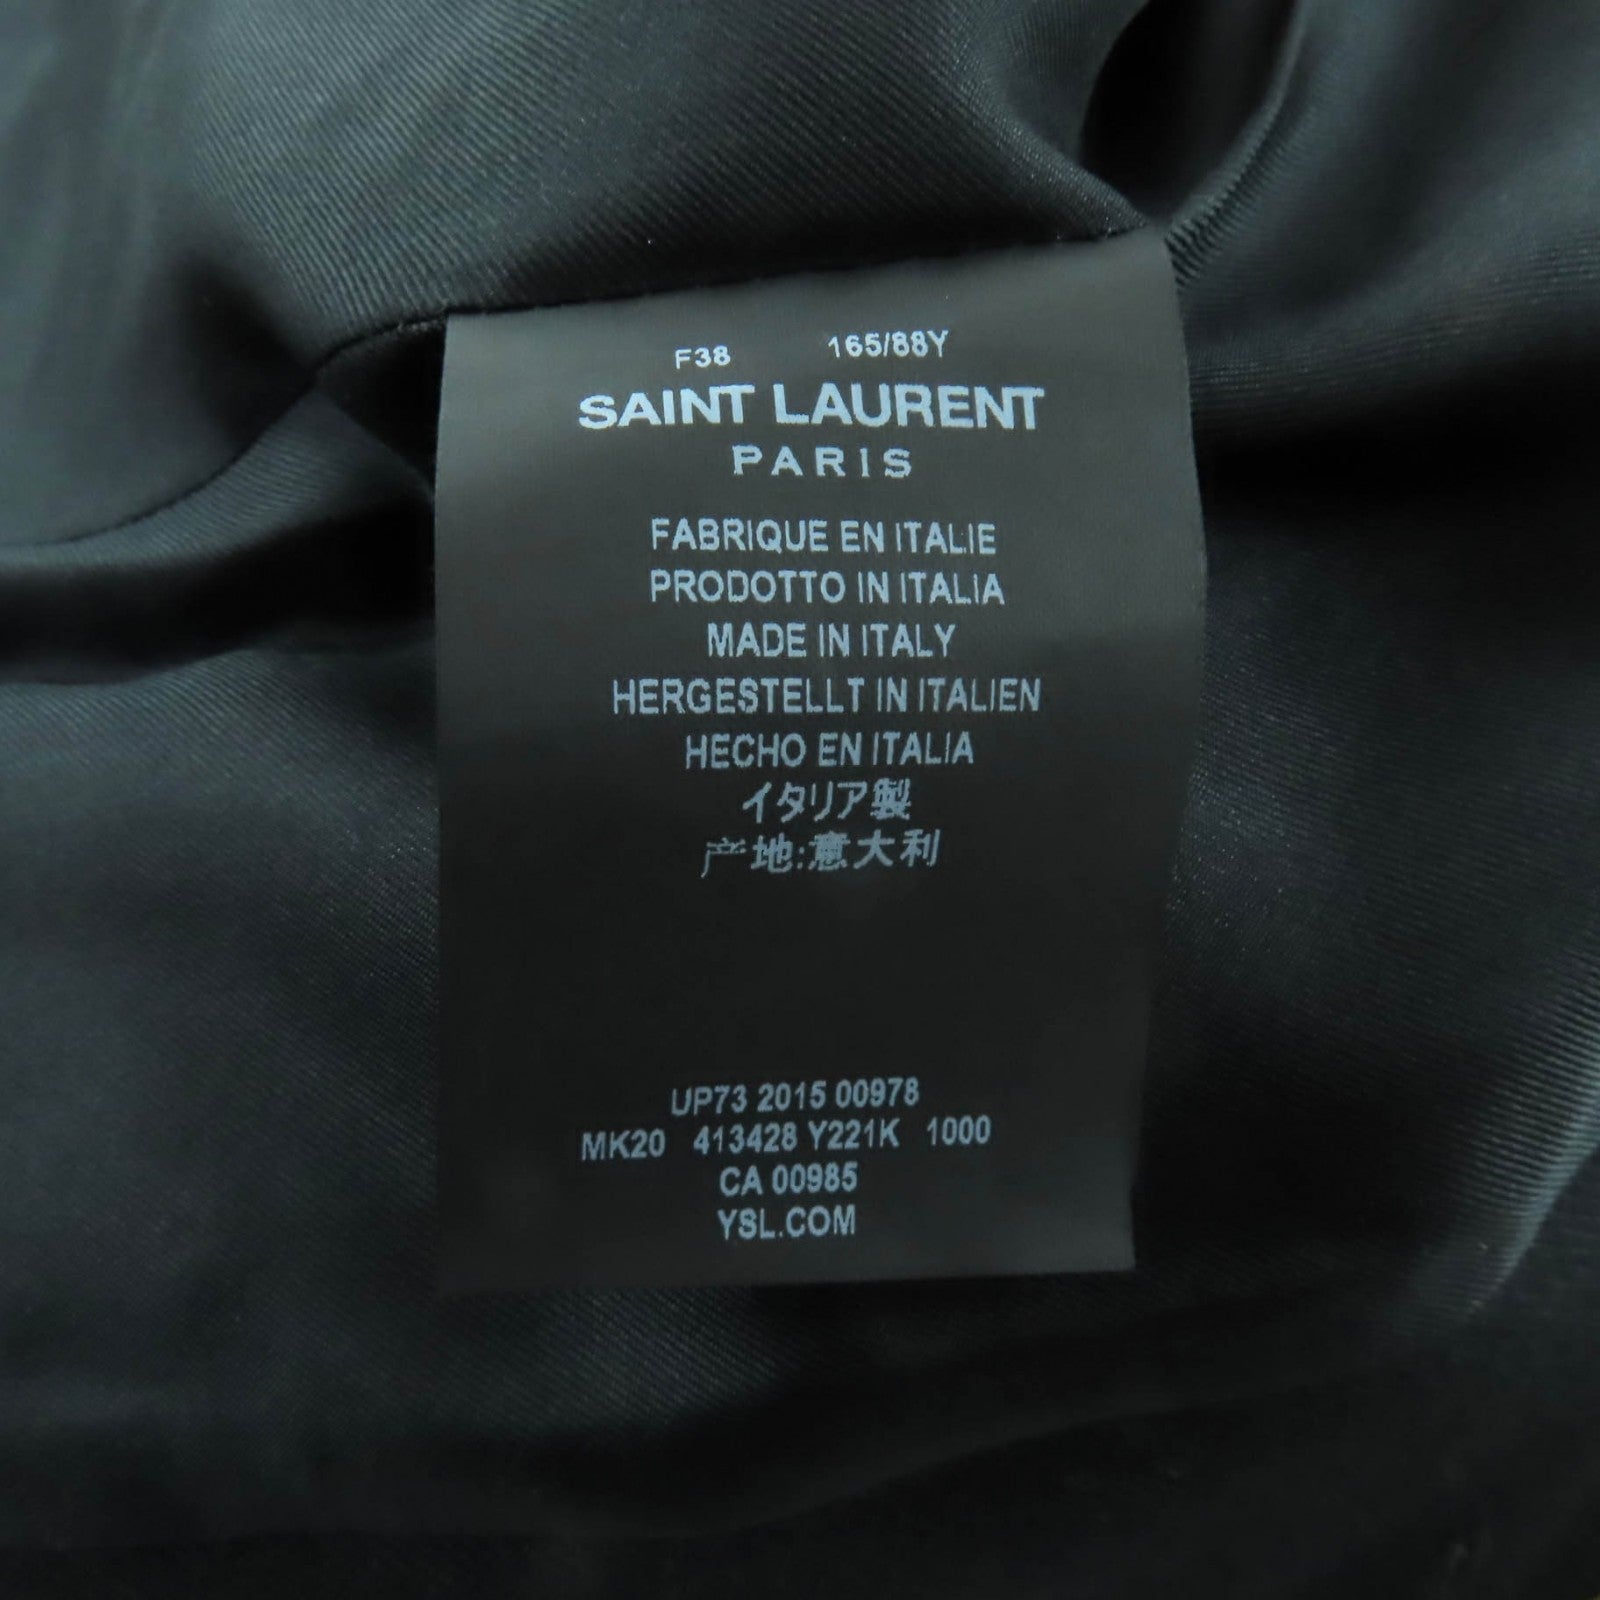 F38 165/88Y
SAINT LAURENT
PARIS
FABRIQUE EN ITALIE
PRODOTTO IN ITALIA
MADE IN ITALY
HERGESTELLT IN ITALIEN
HECHO EN ITALIA
イタリア製
产地:意大利
UP73 2015 00978
MK20 413428 Y221K 1000
CA 00985
YSL.COM